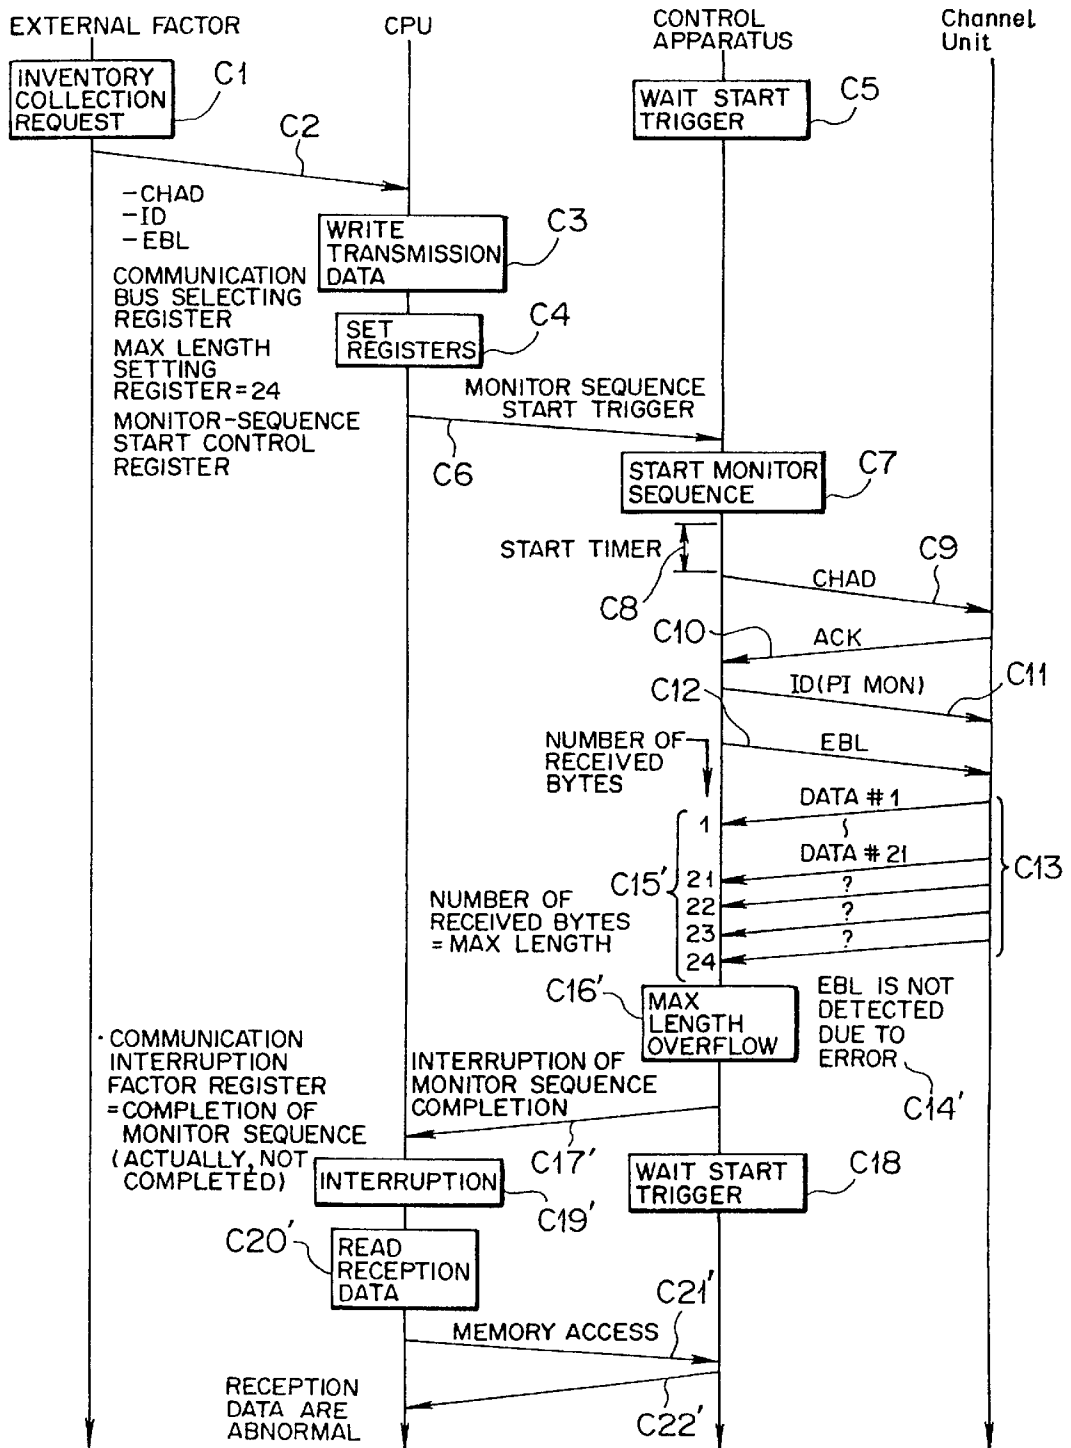 EXTERNAL FACTOR
CPU
CONTROL
APPARATUS
Channel
Unit
INVENTORY
COLLECTION
REQUEST
C1
WAIT START
TRIGGER
C5
C2
-CHAD
-ID
-EBL
WRITE
TRANSMISSION
DATA
C3
COMMUNICATION
BUS SELECTING
REGISTER
SET
REGISTERS
C4
MAX LENGTH
SETTING
REGISTER=24
MONITOR SEQUENCE
START TRIGGER
MONITOR-SEQUENCE
START CONTROL
REGISTER
C6
START MONITOR
SEQUENCE
C7
START TIMER
C8
CHAD
C9
C10
ACK
C12
ID(PI MON)
C11
NUMBER OF
RECEIVED
BYTES
EBL
DATA #1
1
~
DATA #21
C13
C15'
21
?
22
?
23
?
24
NUMBER OF
RECEIVED BYTES
= MAX LENGTH
C16'
MAX
LENGTH
OVERFLOW
EBL IS NOT
DETECTED
DUE TO
ERROR
C14'
· COMMUNICATION
INTERRUPTION
FACTOR REGISTER
=COMPLETION OF
MONITOR SEQUENCE
(ACTUALLY, NOT
COMPLETED)
INTERRUPTION OF
MONITOR SEQUENCE
COMPLETION
C17'
WAIT START
TRIGGER
C18
INTERRUPTION
C19'
C20'
READ
RECEPTION
DATA
C21'
MEMORY ACCESS
C22'
RECEPTION
DATA ARE
ABNORMAL